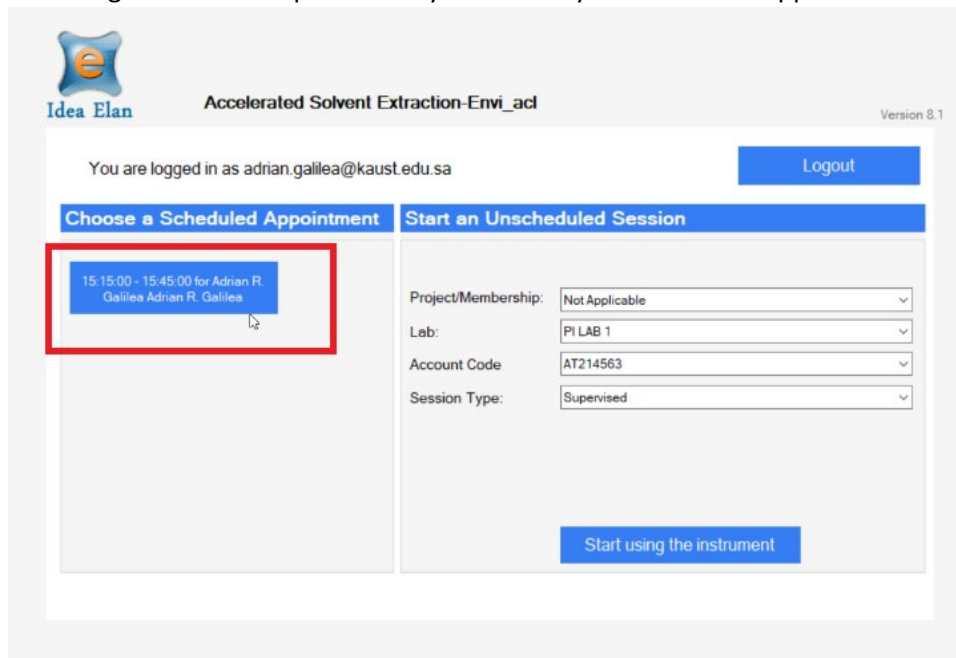 e
Idea Elan
Accelerated Solvent Extraction-Envi_acl
Version 8.1
You are logged in as adrian.galilea@kaust.edu.sa
Logout
Choose a Scheduled Appointment
Start an Unscheduled Session
15:15:00 - 15:45:00 for Adrian R.
Galilea Adrian R. Galilea
Project/Membership: Not Applicable
Lab: PI LAB 1
Account Code AT214563
Session Type: Supervised
Start using the instrument